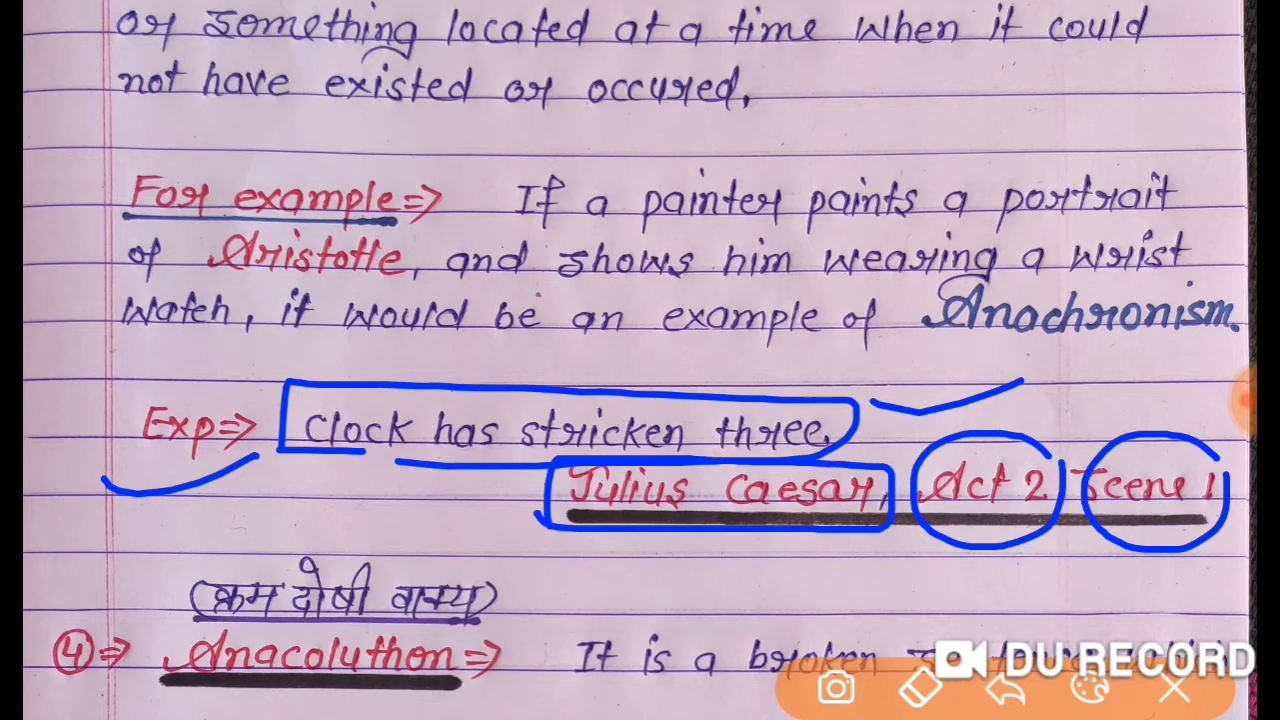 or something located at a time when it could
not have existed or occured.
For example⇒ If a painter paints a portrait
of Aristotle, and shows him wearing a wrist
watch, it would be an example of Anachronism.
Exp⇒ Clock has stricken three.
Julius Caesar, Act 2 Scene 1
(क्रम दोषी वाक्य)
④⇒ Anacoluthon⇒ It is a broken
DU RECORD